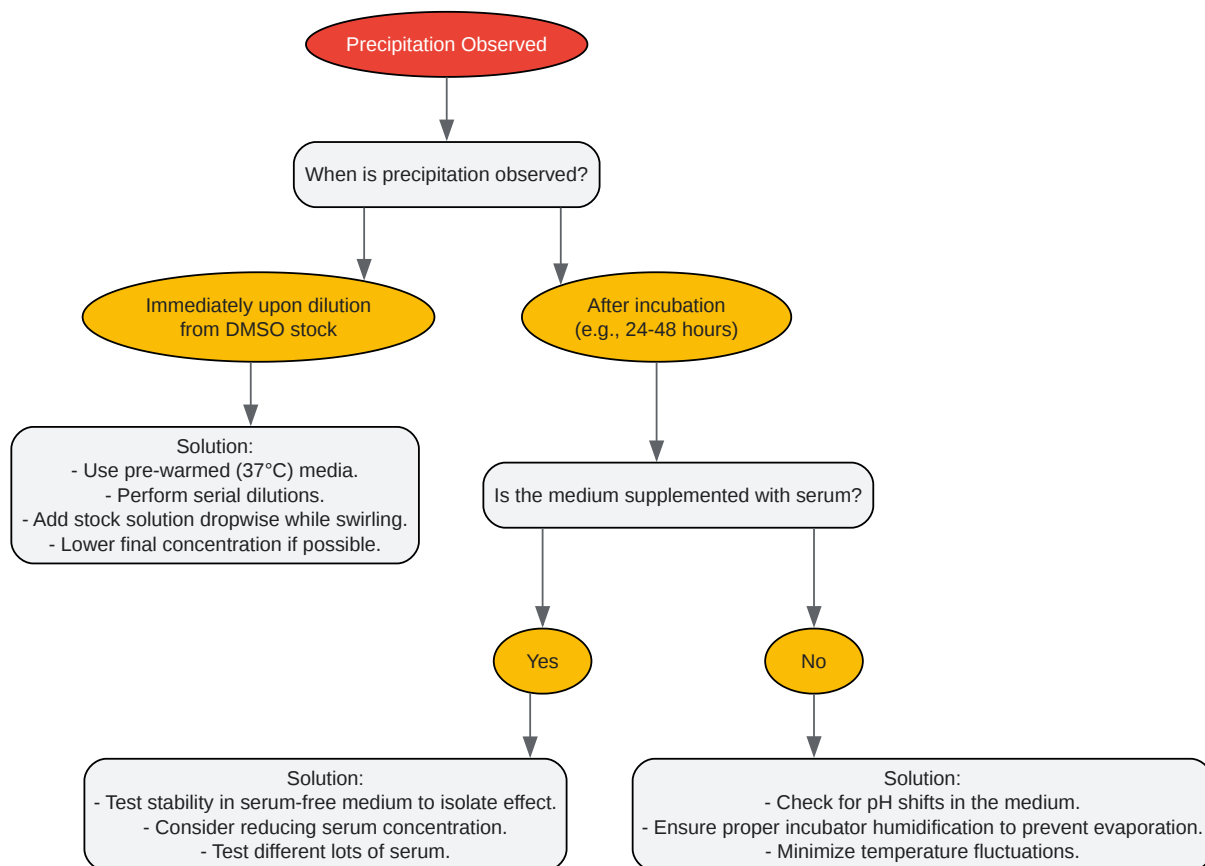 Precipitation Observed
When is precipitation observed?
Immediately upon dilution
from DMSO stock
After incubation
(e.g., 24-48 hours)
Solution:
- Use pre-warmed (37°C) media.
- Perform serial dilutions.
- Add stock solution dropwise while swirling.
- Lower final concentration if possible.
Is the medium supplemented with serum?
Yes
No
Solution:
- Test stability in serum-free medium to isolate effect.
- Consider reducing serum concentration.
- Test different lots of serum.
Solution:
- Check for pH shifts in the medium.
- Ensure proper incubator humidification to prevent evaporation.
- Minimize temperature fluctuations.